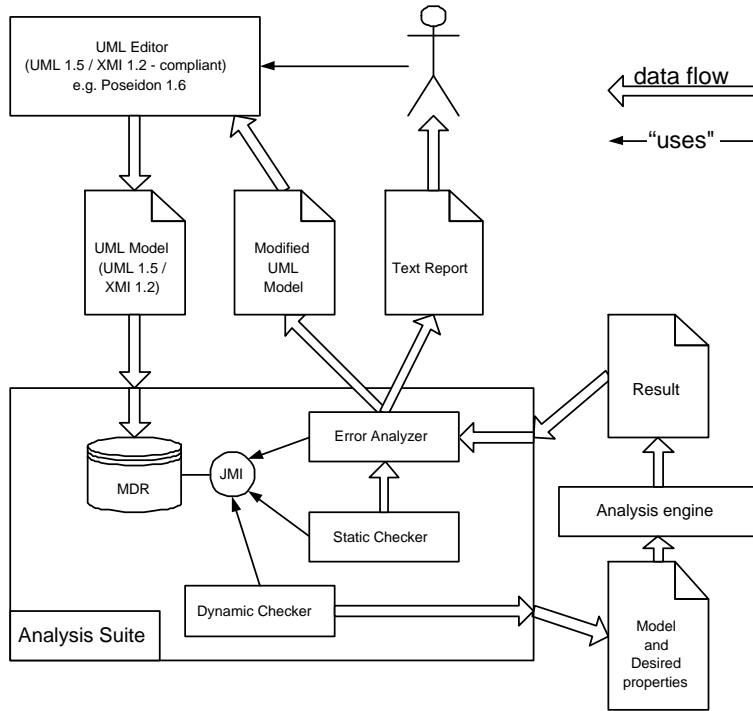 UML Editor
(UML 1.5 / XMI 1.2 - compliant)
e.g. Poseidon 1.6
data flow
“uses"
UML Model
(UML 1.5 /
XMI 1.2)
Modified
UML
Model
Text Report
Result
Error Analyzer
MDR
JMI
Analysis engine
Static Checker
Dynamic Checker
Analysis Suite
Model
and
Desired
properties